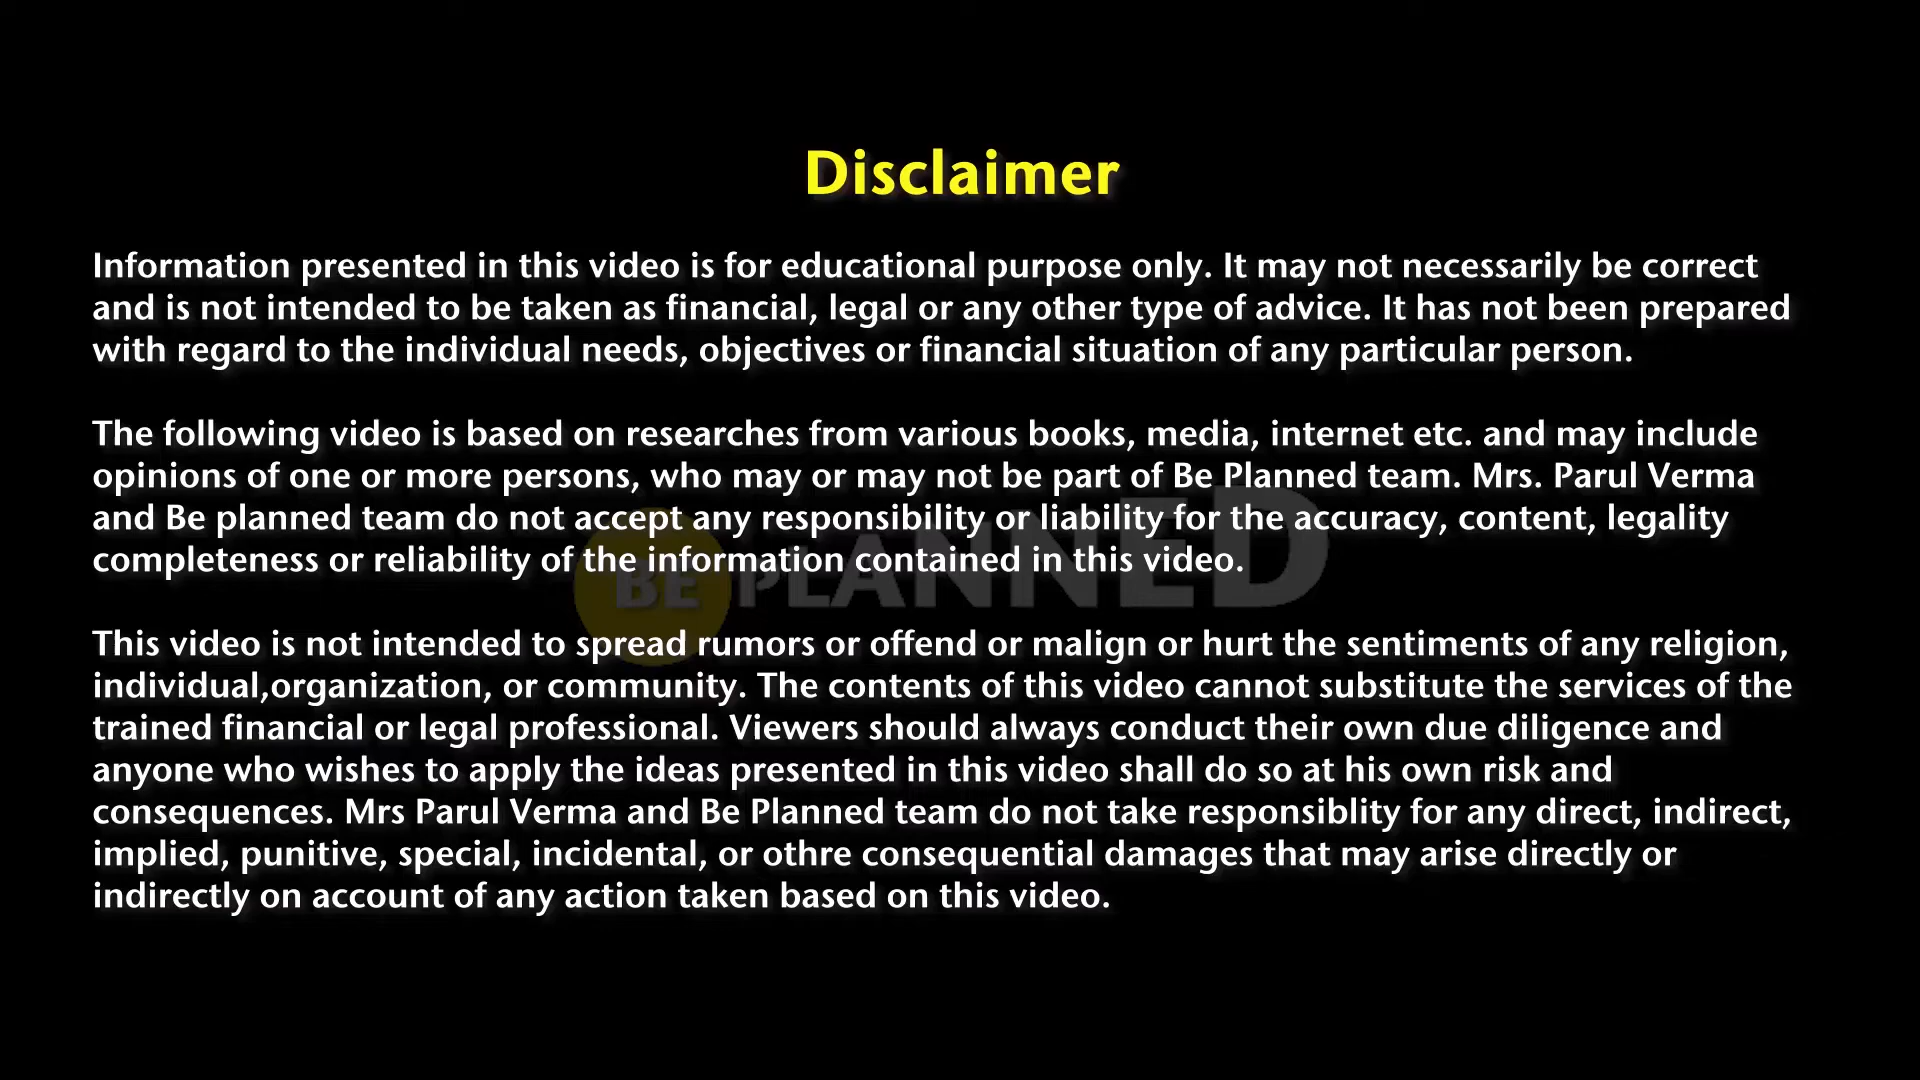 Disclaimer
Information presented in this video is for educational purpose only. It may not necessarily be correct
and is not intended to be taken as financial, legal or any other type of advice. It has not been prepared
with regard to the individual needs, objectives or financial situation of any particular person.
The following video is based on researches from various books, media, internet etc. and may include
opinions of one or more persons, who may or may not be part of Be Planned team. Mrs. Parul Verma
and Be planned team do not accept any responsibility or liability for the accuracy, content, legality
completeness or reliability of the information contained in this video.
BE PLANNED
This video is not intended to spread rumors or offend or malign or hurt the sentiments of any religion,
individual,organization, or community. The contents of this video cannot substitute the services of the
trained financial or legal professional. Viewers should always conduct their own due diligence and
anyone who wishes to apply the ideas presented in this video shall do so at his own risk and
consequences. Mrs Parul Verma and Be Planned team do not take responsiblity for any direct, indirect,
implied, punitive, special, incidental, or othre consequential damages that may arise directly or
indirectly on account of any action taken based on this video.